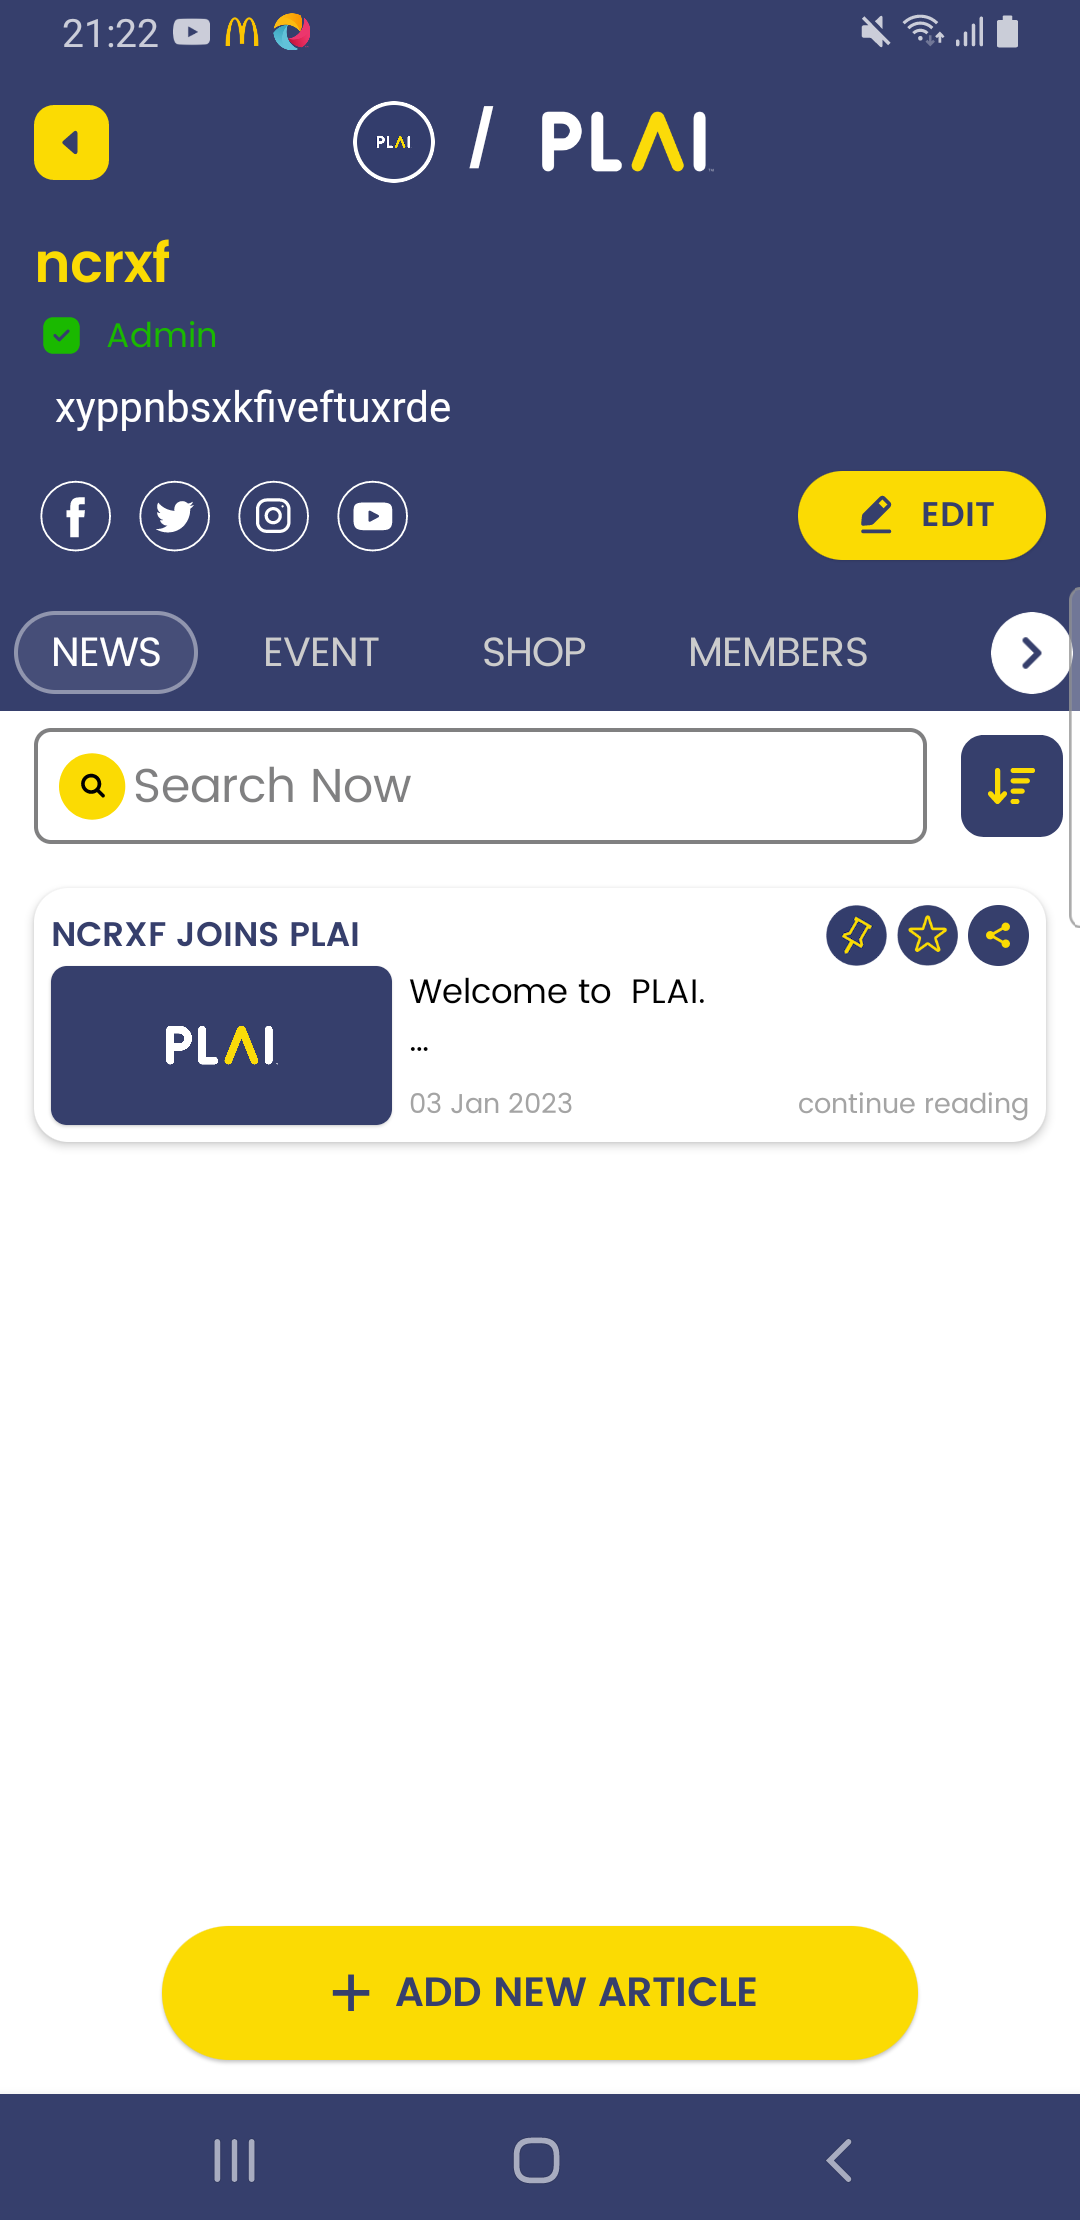 21:22
PLAI / PLAI
ncrxf
Admin
xyppnbsxkfiveftuxrde
EDIT
NEWS EVENT SHOP MEMBERS
Search Now
NCRXF JOINS PLAI
PLAI
Welcome to  PLAI.
...
03 Jan 2023 continue reading
+ ADD NEW ARTICLE